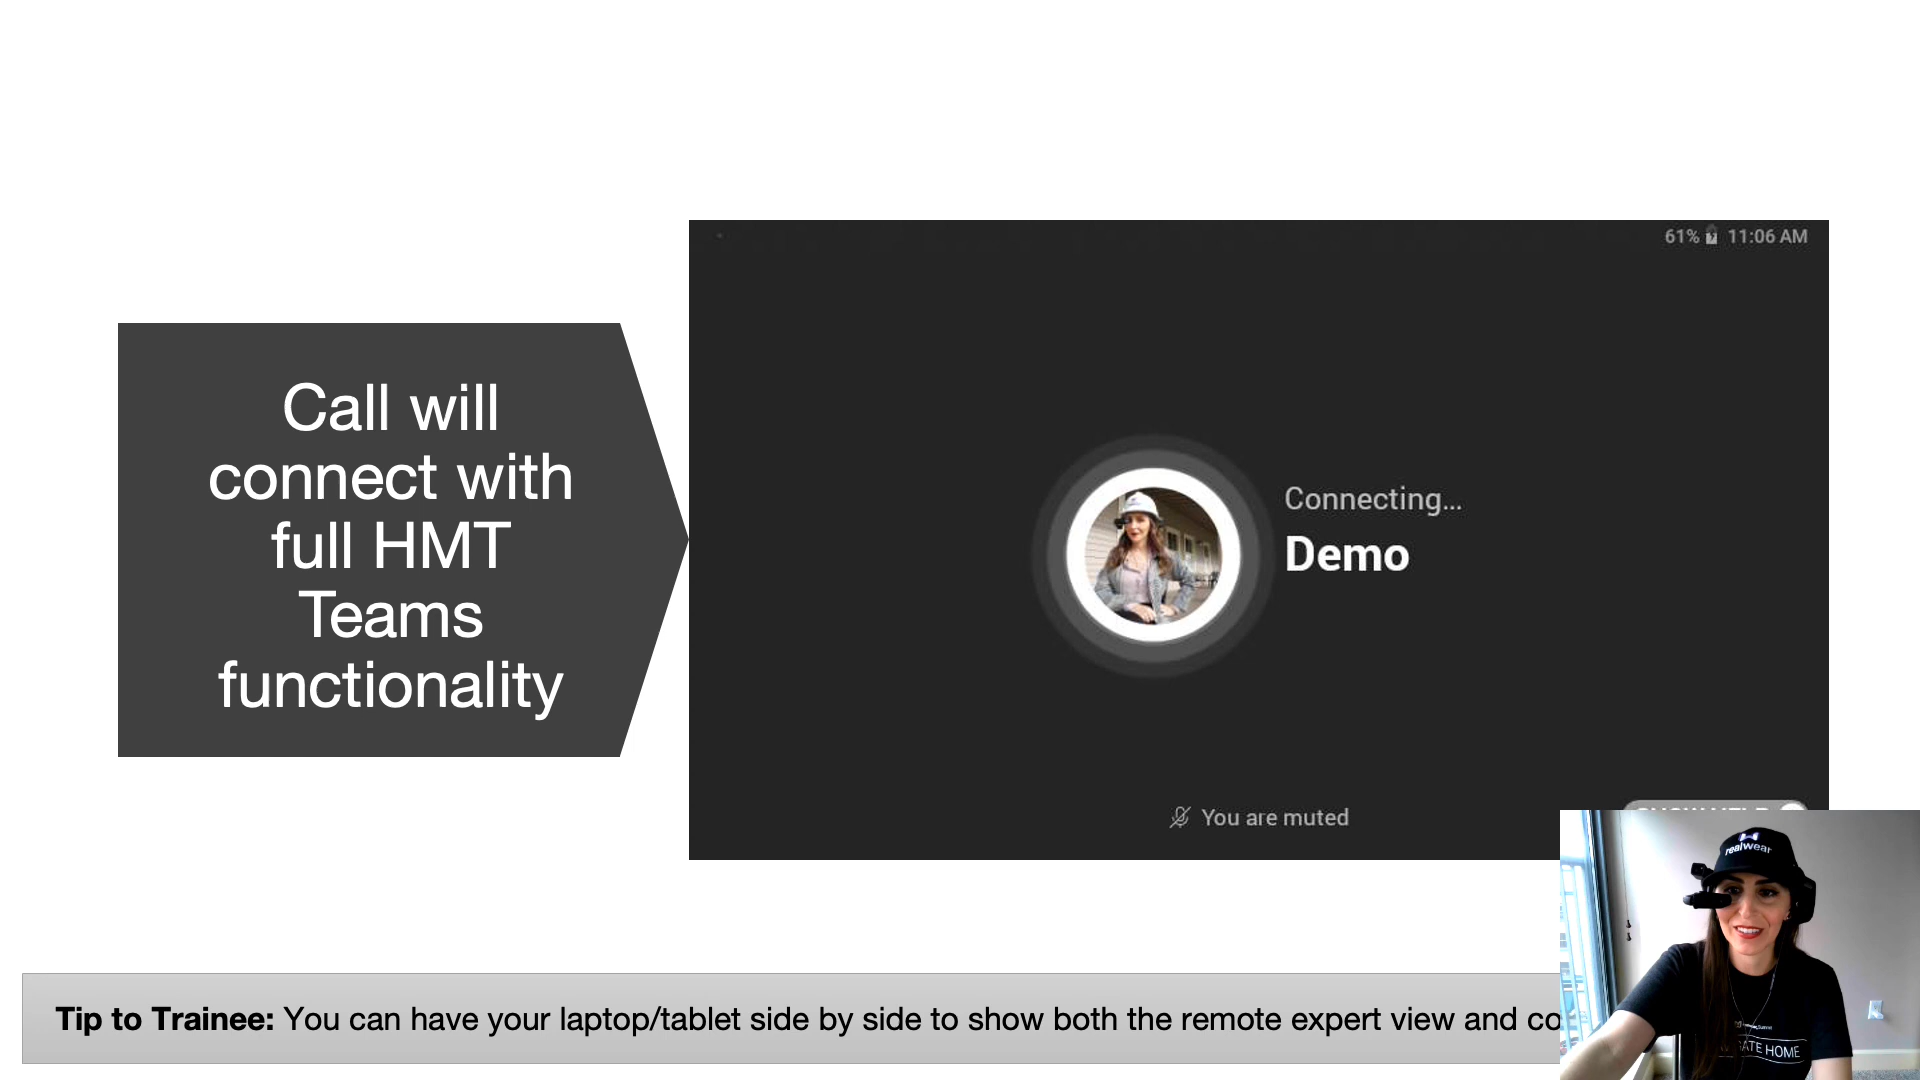 61% 11:06 AM
Call will
connect with
full HMT
Teams
functionality
Connecting...
Demo
You are muted
realwear
ATE HOME
Tip to Trainee: You can have your laptop/tablet side by side to show both the remote expert view and